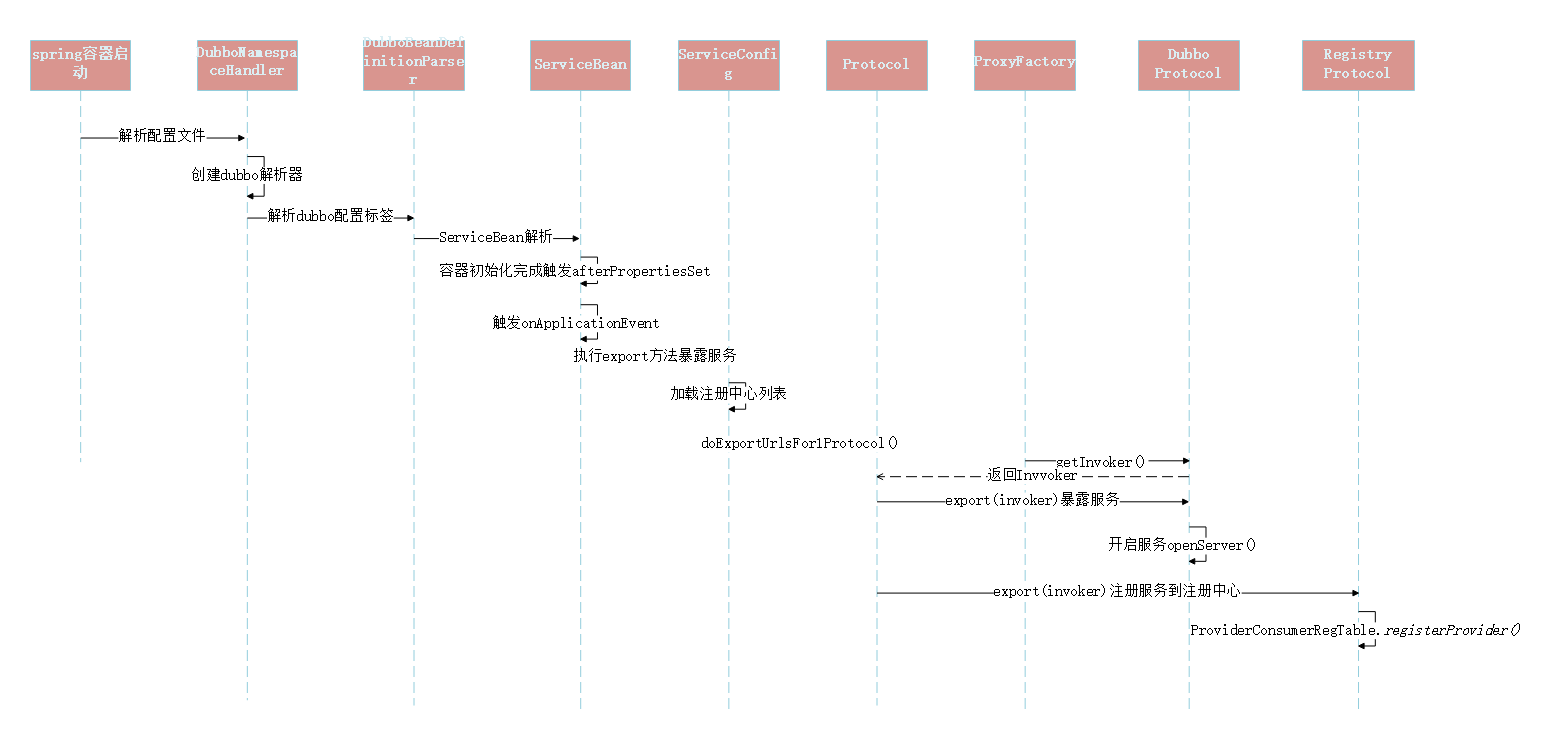 spring容器启
动
DubboNamespa
ceHandler
DubboBeanDef
initionParse
r
ServiceBean
ServiceConfi
g
Protocol
ProxyFactory
Dubbo
Protocol
Registry
Protocol
解析配置文件
创建dubbo解析器
解析dubbo配置标签
ServiceBean解析
容器初始化完成触发afterPropertiesSet
触发onApplicationEvent
执行export方法暴露服务
加载注册中心列表
doExportUrlsFor1Protocol()
getInvoker()
返回Invvoker
export(invoker)暴露服务
开启服务openServer()
export(invoker)注册服务到注册中心
ProviderConsumerRegTable.registerProvider()